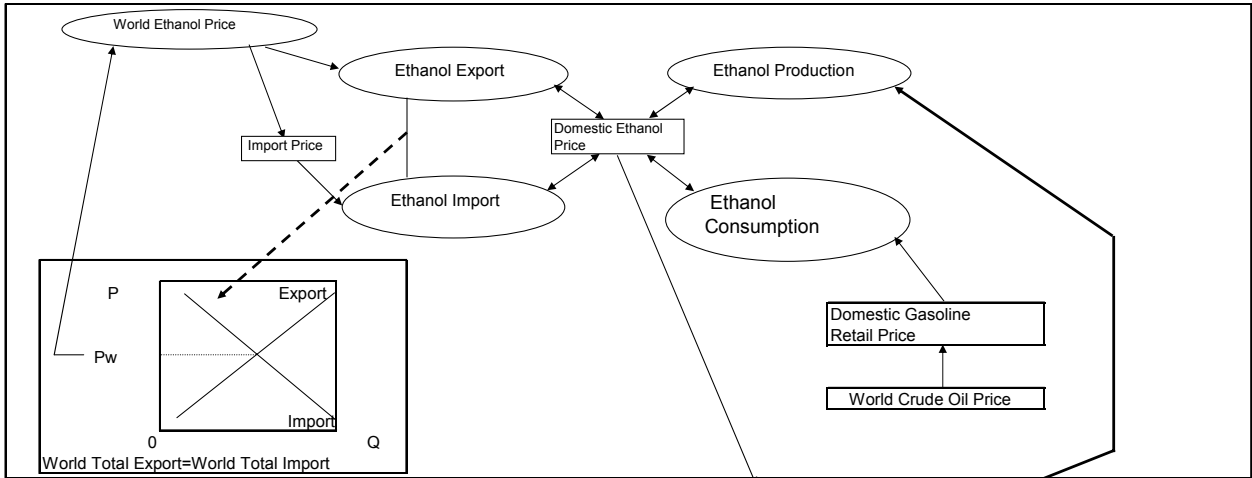 World Ethanol Price
Ethanol Export
Ethanol Production
Domestic Ethanol
Price
Import Price
Ethanol Import
Ethanol
Consumption
P
Export
Domestic Gasoline
Retail Price
Pw
World Crude Oil Price
Import
0
Q
World Total Export=World Total Import